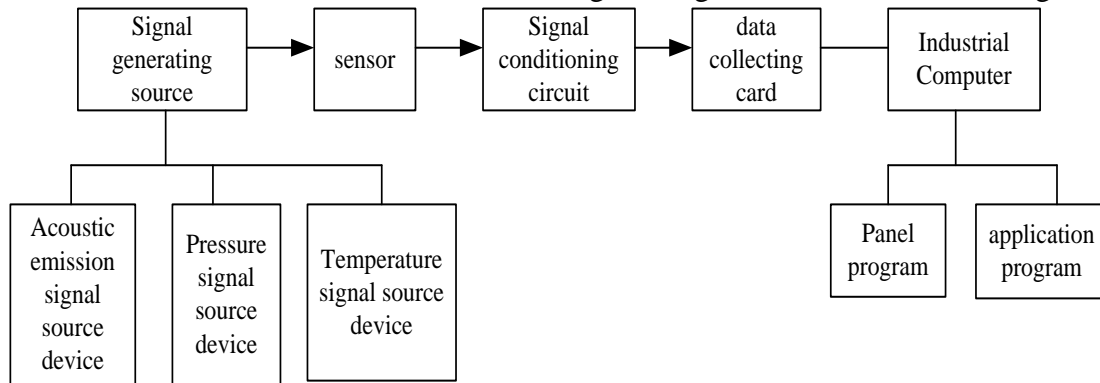 Signal
generating
source
sensor
Signal
conditioning
circuit
data
collecting
card
Industrial
Computer
Acoustic
emission
signal
source
device
Pressure
signal
source
device
Temperature
signal source
device
Panel
program
application
program